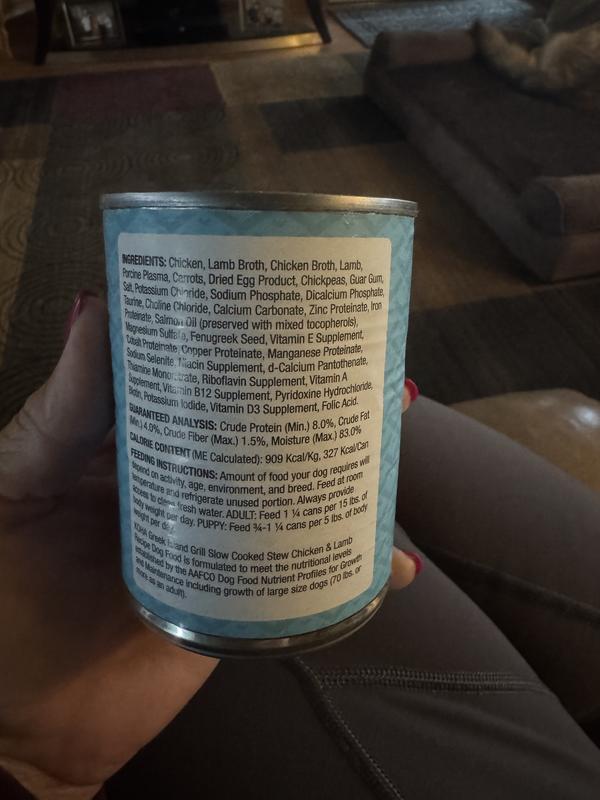 INGREDIENTS: Chicken, Lamb Broth, Chicken Broth, Lamb,
Porcine Plasma, Carrots, Dried Egg Product, Chickpeas, Guar Gum,
Salt, Potassium Chloride, Sodium Phosphate, Dicalcium Phosphate,
Taurine, Choline Chloride, Calcium Carbonate, Zinc Proteinate, Iron
Proteinate, Salmon Oil (preserved with mixed tocopherols),
Magnesium Sulfate, Fenugreek Seed, Vitamin E Supplement,
Cobalt Proteinate, Copper Proteinate, Manganese Proteinate,
Sodium Selenite, Niacin Supplement, d-Calcium Pantothenate,
Thiamine Mononitrate, Riboflavin Supplement, Vitamin A
Supplement, Vitamin B12 Supplement, Pyridoxine Hydrochloride,
Biotin, Potassium Iodide, Vitamin D3 Supplement, Folic Acid.
GUARANTEED ANALYSIS: Crude Protein (Min.) 8.0%, Crude Fat
(Min.) 4.0%, Crude Fiber (Max.) 1.5%, Moisture (Max.) 83.0%
CALORIE CONTENT (ME Calculated): 909 Kcal/Kg, 327 Kcal/Can
FEEDING INSTRUCTIONS: Amount of food your dog requires will
depend on activity, age, environment, and breed. Feed at room
temperature and refrigerate unused portion. Always provide
access to clean fresh water. ADULT: Feed 1 ¼ cans per 15 lbs. of
body weight per day. PUPPY: Feed ¾-1 ¼ cans per 5 lbs. of body
weight per day.
KOHA Greek Island Grill Slow Cooked Stew Chicken & Lamb
Recipe Dog Food is formulated to meet the nutritional levels
established by the AAFCO Dog Food Nutrient Profiles for Growth
and Maintenance including growth of large size dogs (70 lbs. or
more as an adult).